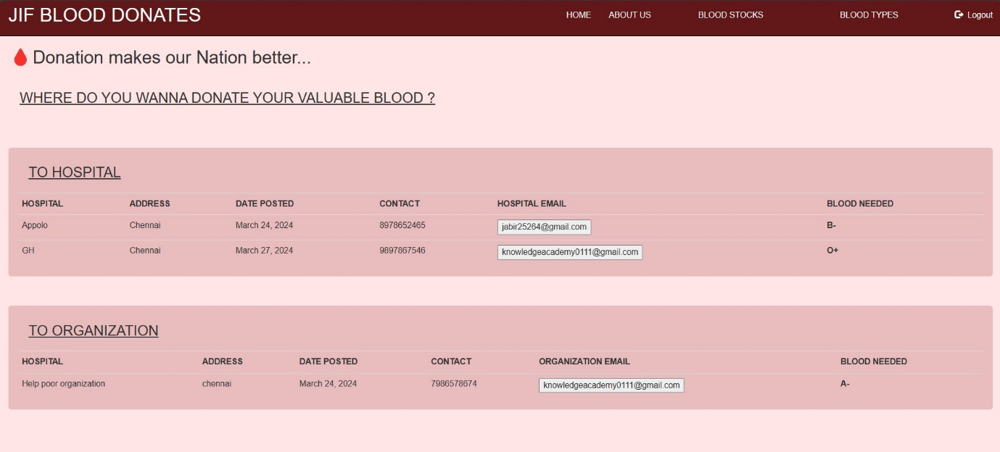 JIF BLOOD DONATES HOME ABOUT US BLOOD STOCKS BLOOD TYPES Logout
Donation makes our Nation better...
WHERE DO YOU WANNA DONATE YOUR VALUABLE BLOOD ?
TO HOSPITAL
HOSPITAL ADDRESS DATE POSTED CONTACT HOSPITAL EMAIL BLOOD NEEDED
Appolo Chennai March 24, 2024 8978652465 jabir25264@gmail.com B-
GH Chennai March 27, 2024 9897867546 knowledgeacademy0111@gmail.com O+
TO ORGANIZATION
HOSPITAL ADDRESS DATE POSTED CONTACT ORGANIZATION EMAIL BLOOD NEEDED
Help poor organization chennai March 24, 2024 7986578674 knowledgeacademy0111@gmail.com A-